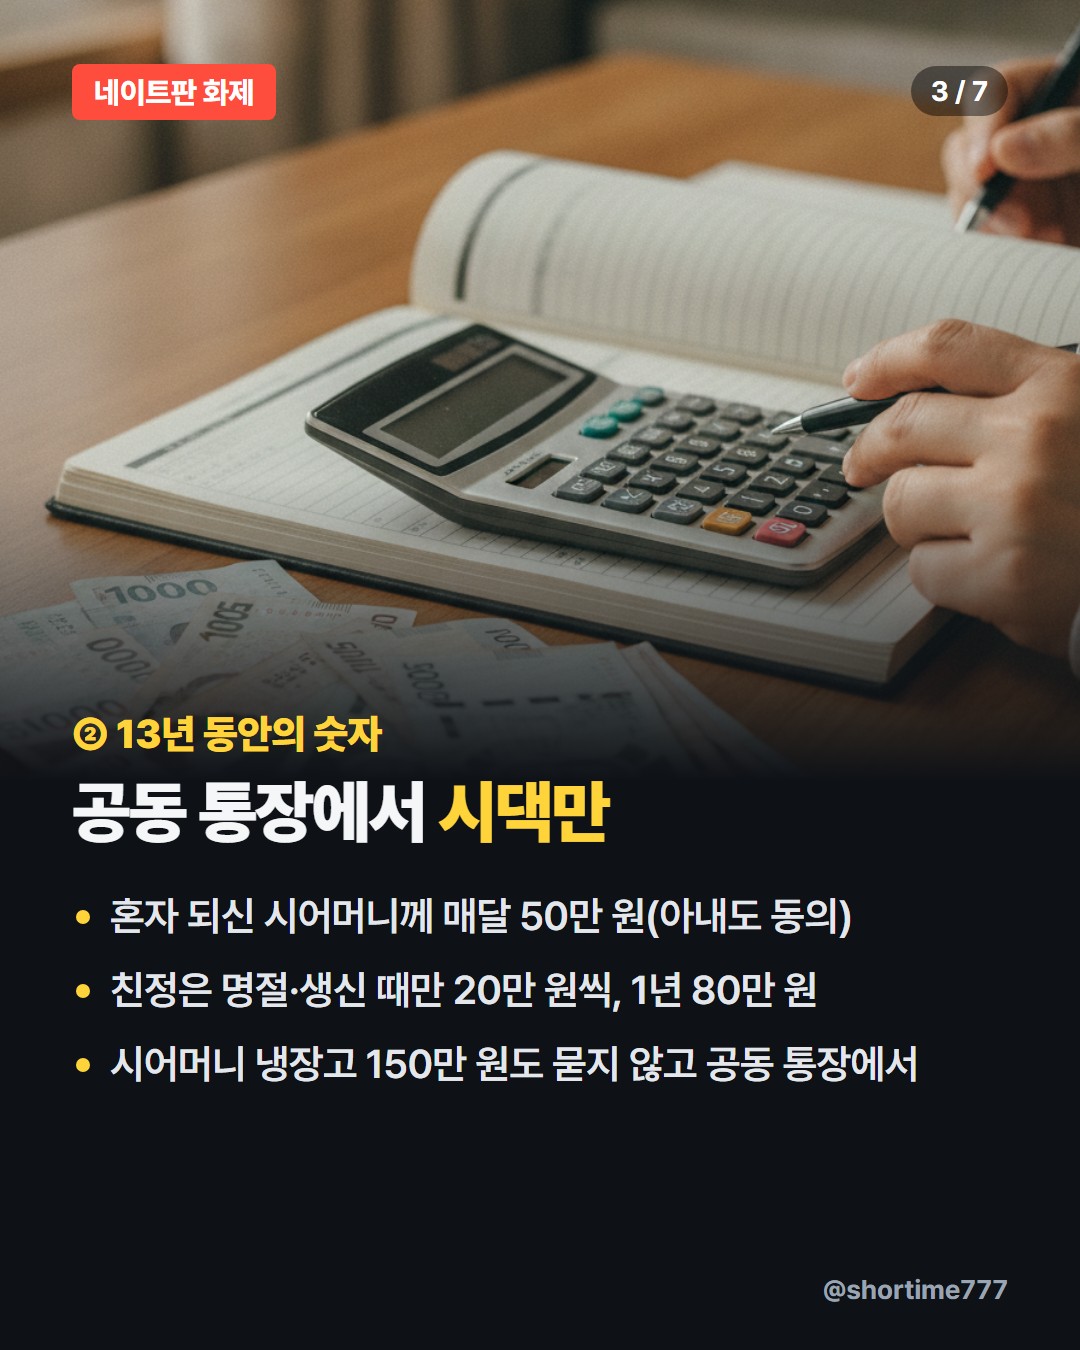 네이트판 화제
3 / 7
1000
② 13년 동안의 숫자
공동 통장에서 시댁만
• 혼자 되신 시어머니께 매달 50만 원(아내도 동의)
• 친정은 명절·생신 때만 20만 원씩, 1년 80만 원
• 시어머니 냉장고 150만 원도 묻지 않고 공동 통장에서
@shortime777